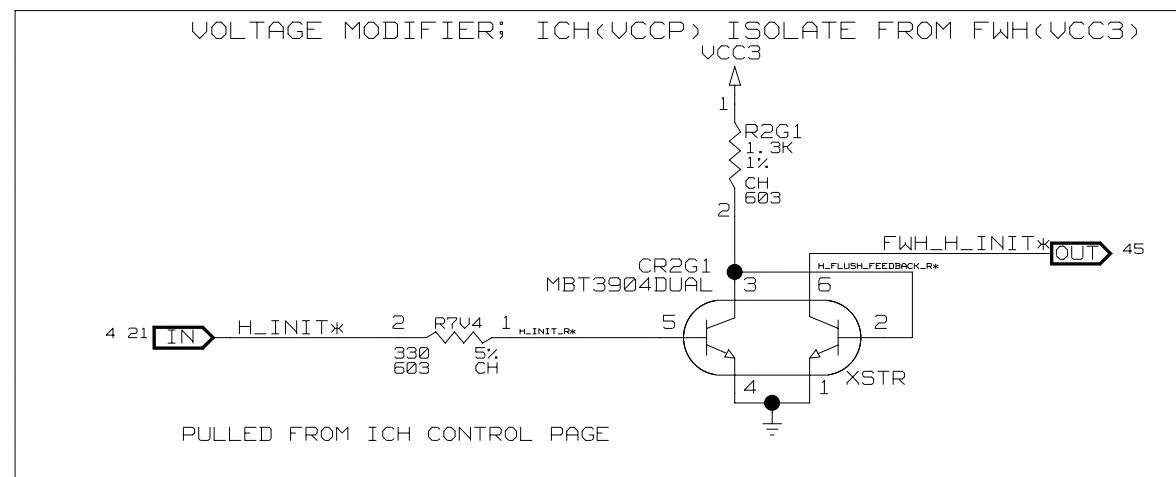 VOLTAGE MODIFIER; ICH(VCCP) ISOLATE FROM FWH(VCC3)
VCC3
1
R2G1
1.3K
1%
CH
603
2
FWH_H_INIT*
OUT
45
CR2G1
MBT3904DUAL
3
6
H_FLUSH_FEEDBACK_R*
4 21
IN
H_INIT*
2
R7V4
1
H_INIT_R*
5
2
330
603
5%
CH
4
1
XSTR
PULLED FROM ICH CONTROL PAGE